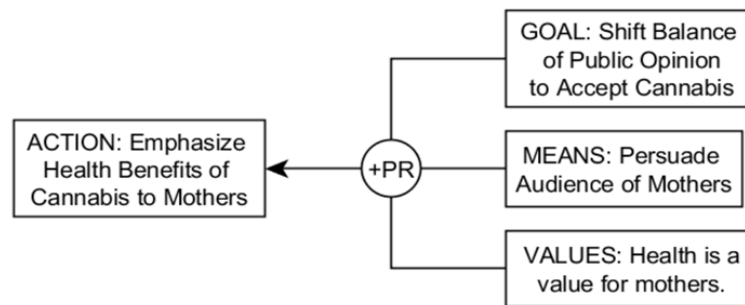 GOAL: Shift Balance
of Public Opinion
to Accept Cannabis
ACTION: Emphasize
Health Benefits of
Cannabis to Mothers
+PR
MEANS: Persuade
Audience of Mothers
VALUES: Health is a
value for mothers.